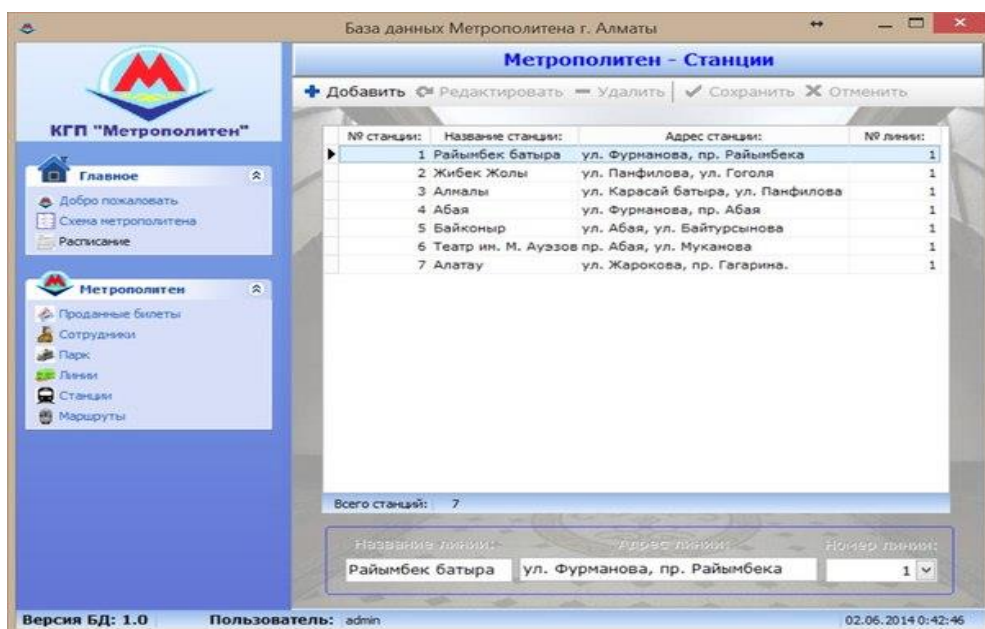 База данных Метрополитена г. Алматы
КГП "Метрополитен"
Главное
Добро пожаловать
Схема метрополитена
Расписание
Метрополитен
Проданные билеты
Сотрудники
Парк
Линии
Станции
Маршруты
Метрополитен - Станции
Добавить Редактировать Удалить Сохранить Отменить
№ станции: Название станции: Адрес станции: № линии:
1 Райымбек батыра ул. Фурманова, пр. Райымбека 1
2 Жибек Жолы ул. Панфилова, ул. Гоголя 1
3 Алмалы ул. Карасай батыра, ул. Панфилова 1
4 Абая ул. Фурманова, пр. Абая 1
5 Байконыр ул. Абая, ул. Байтурсынова 1
6 Театр им. М. Ауэзов пр. Абая, ул. Муканова 1
7 Алатау ул. Жарокова, пр. Гагарина. 1
Всего станций: 7
Название линии: Адрес линии: Номер линии:
Райымбек батыра ул. Фурманова, пр. Райымбека 1
Версия БД: 1.0 Пользователь: admin 02.06.2014 0:42:46